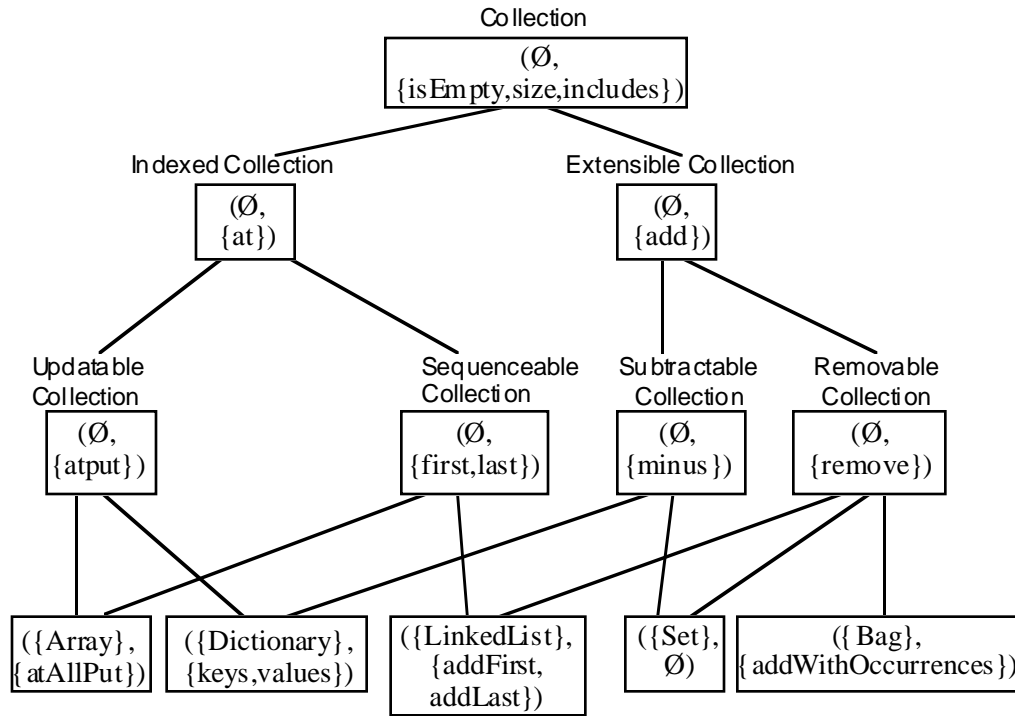 Collection
(Ø,
{isEmpty,size,includes})
Indexed Collection
Extensible Collection
(Ø,
{at})
(Ø,
{add})
Updatable
Collection
Sequenceable
Collection
Subtractable
Collection
Removable
Collection
(Ø,
{atput})
(Ø,
{first,last})
(Ø,
{minus})
(Ø,
{remove})
({Array},
{atAllPut})
({Dictionary},
{keys,values})
({LinkedList},
{addFirst,
addLast})
({Set},
Ø)
({Bag},
{addWithOccurrences})